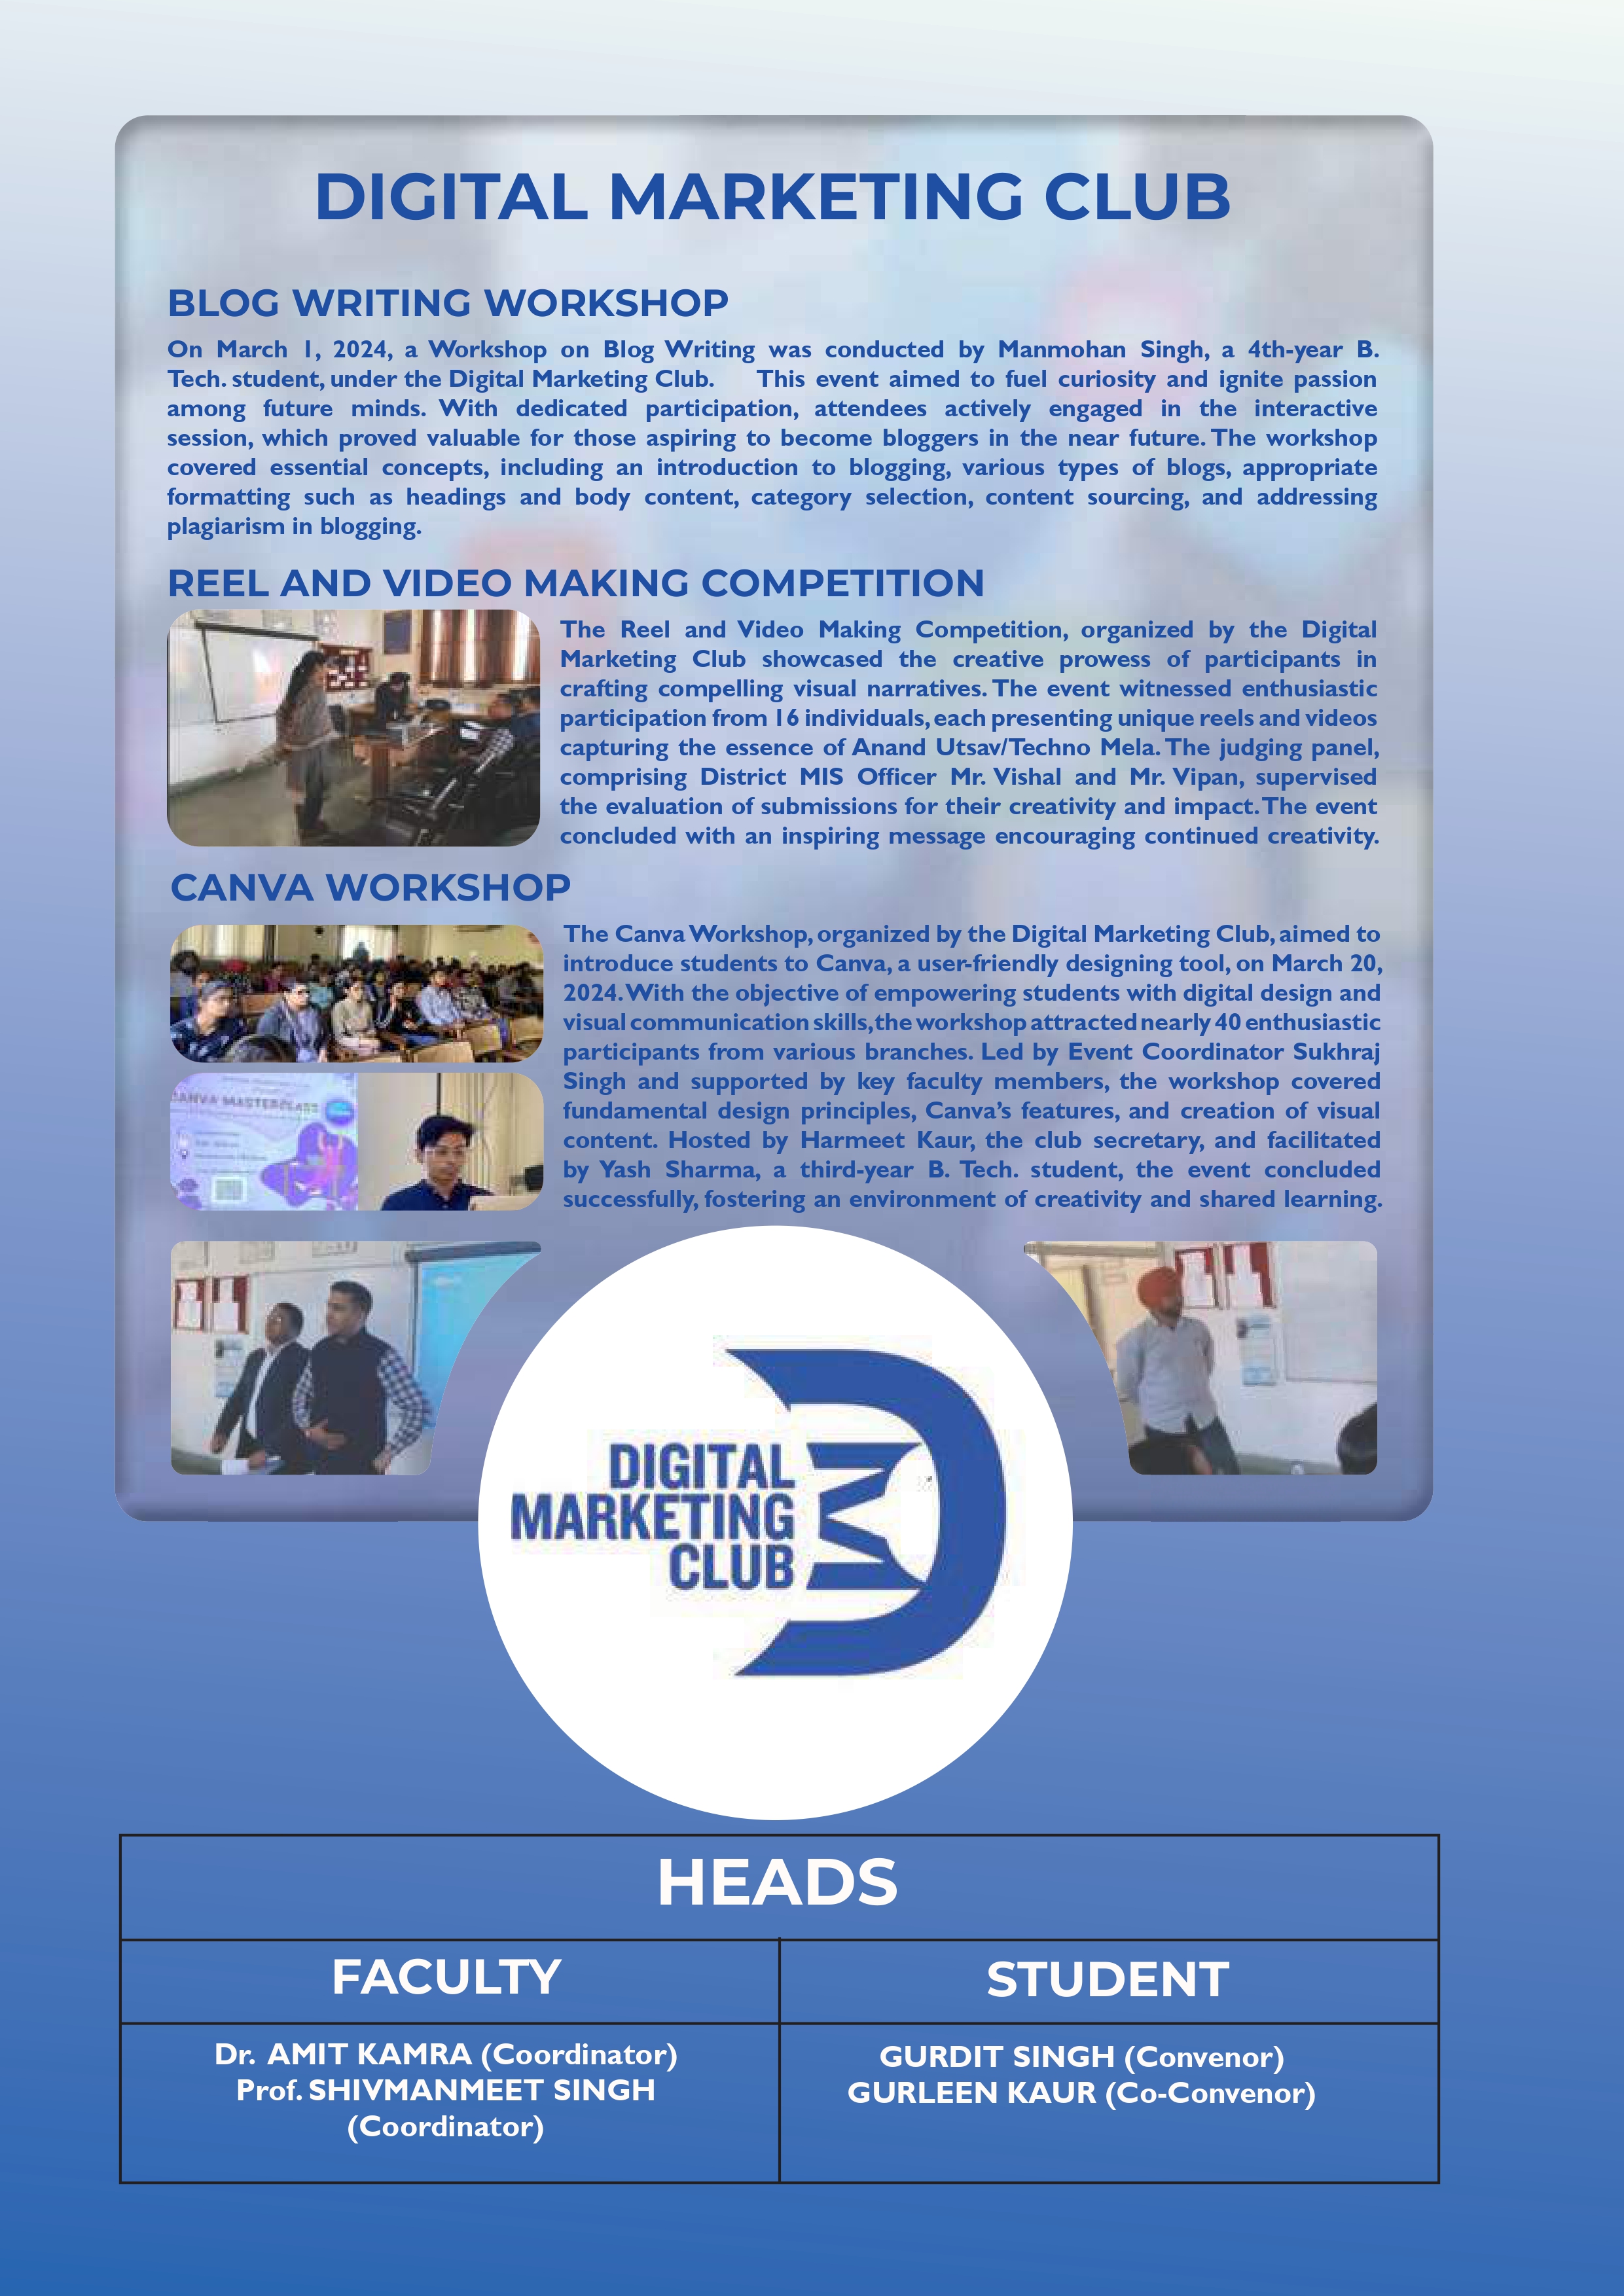 DIGITAL MARKETING CLUB
BLOG WRITING WORKSHOP
On March 1, 2024, a Workshop on Blog Writing was conducted by Manmohan Singh, a 4th-year B.
Tech. student, under the Digital Marketing Club. This event aimed to fuel curiosity and ignite passion
among future minds. With dedicated participation, attendees actively engaged in the interactive
session, which proved valuable for those aspiring to become bloggers in the near future. The workshop
covered essential concepts, including an introduction to blogging, various types of blogs, appropriate
formatting such as headings and body content, category selection, content sourcing, and addressing
plagiarism in blogging.
REEL AND VIDEO MAKING COMPETITION
The Reel and Video Making Competition, organized by the Digital
Marketing Club showcased the creative prowess of participants in
crafting compelling visual narratives. The event witnessed enthusiastic
participation from 16 individuals, each presenting unique reels and videos
capturing the essence of Anand Utsav/Techno Mela. The judging panel,
comprising District MIS Officer Mr. Vishal and Mr. Vipan, supervised
the evaluation of submissions for their creativity and impact. The event
concluded with an inspiring message encouraging continued creativity.
CANVA WORKSHOP
The Canva Workshop, organized by the Digital Marketing Club, aimed to
introduce students to Canva, a user-friendly designing tool, on March 20,
2024. With the objective of empowering students with digital design and
visual communication skills, the workshop attracted nearly 40 enthusiastic
participants from various branches. Led by Event Coordinator Sukhraj
Singh and supported by key faculty members, the workshop covered
fundamental design principles, Canva's features, and creation of visual
content. Hosted by Harmeet Kaur, the club secretary, and facilitated
by Yash Sharma, a third-year B. Tech. student, the event concluded
successfully, fostering an environment of creativity and shared learning.
CANVA MASTERCLASS
DIGITAL
MARKETING
CLUB
HEADS
FACULTY
STUDENT
Dr. AMIT KAMRA (Coordinator)
Prof. SHIVMANMEET SINGH
(Coordinator)
GURDIT SINGH (Convenor)
GURLEEN KAUR (Co-Convenor)